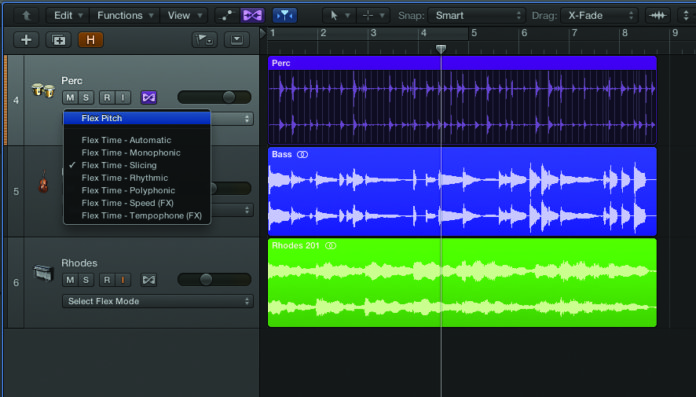 Edit Functions View Snap: Smart Drag: X-Fade
H
1 2 3 4 5 6 7 8 9
4
Perc
M S R I
Flex Pitch
Flex Time - Automatic
Flex Time - Monophonic
Flex Time - Slicing
Flex Time - Rhythmic
Flex Time - Polyphonic
Flex Time - Speed (FX)
Flex Time - Tempophone (FX)
Perc
5
Bass
6
Rhodes
M S R I
Select Flex Mode
Rhodes 201